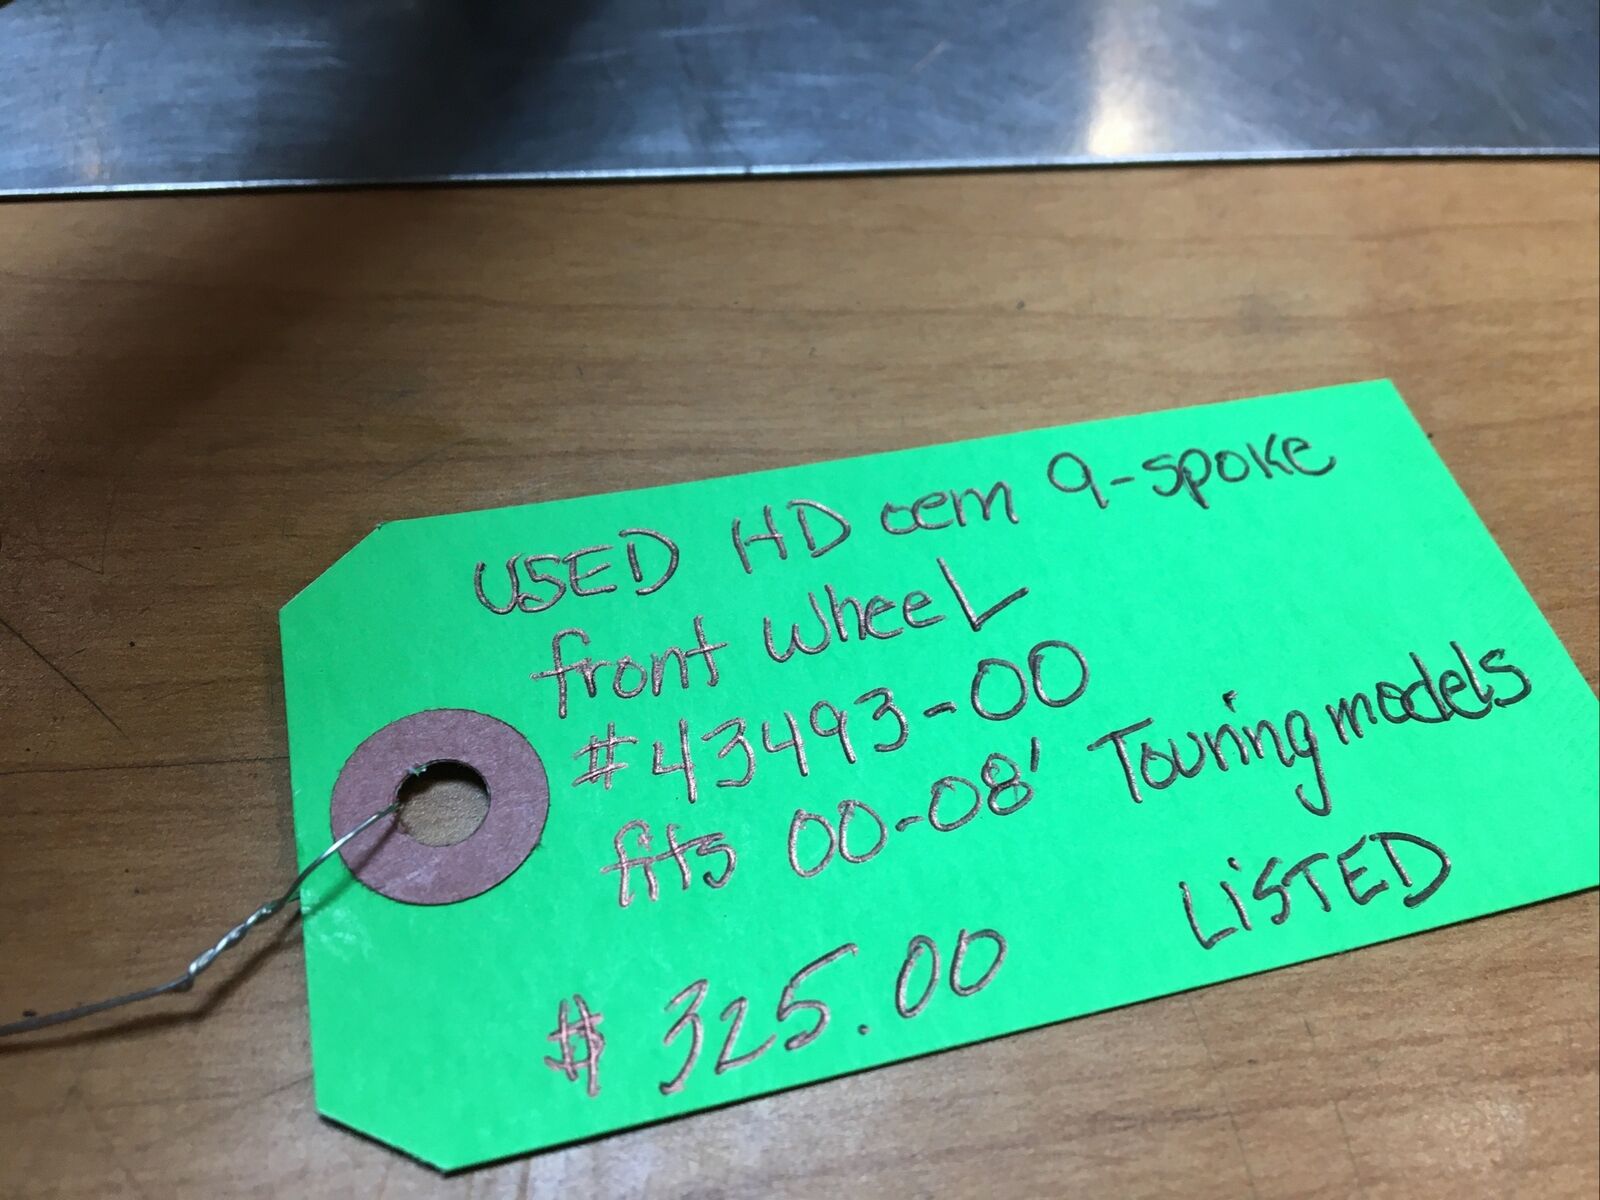 USED HD oem 9-spoke
front wheeL
#43493-00
fits 00-08' Touring models
LiSTED
$ 325.00